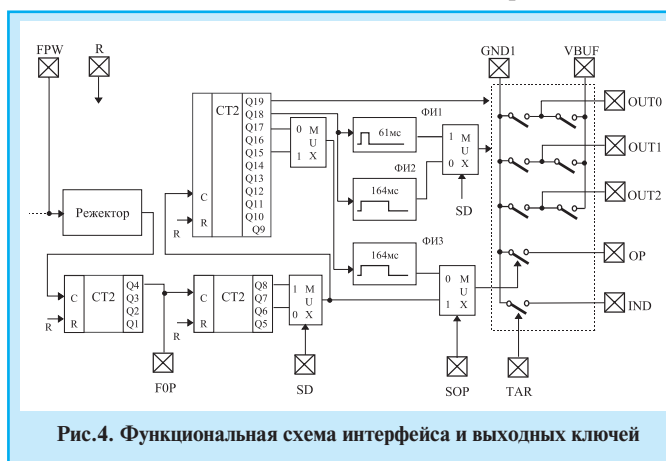 FPW
R
GND1
VBUF
CT2
C
R
R
Q19
Q18
Q17
Q16
Q15
Q14
Q13
Q12
Q11
Q10
Q9
0 M
U
1 X
ФИ1
61мс
ФИ2
164мс
1 M
U
0 X
SD
OUT0
OUT1
OUT2
OP
IND
Режектор
ФИ3
164мс
0 M
U
1 X
C
R
R
CT2
Q4
Q3
Q2
Q1
C
R
R
CT2
Q8
Q7
Q6
Q5
1 M
U
0 X
F0P
SD
SOP
TAR
Рис.4. Функциональная схема интерфейса и выходных ключей